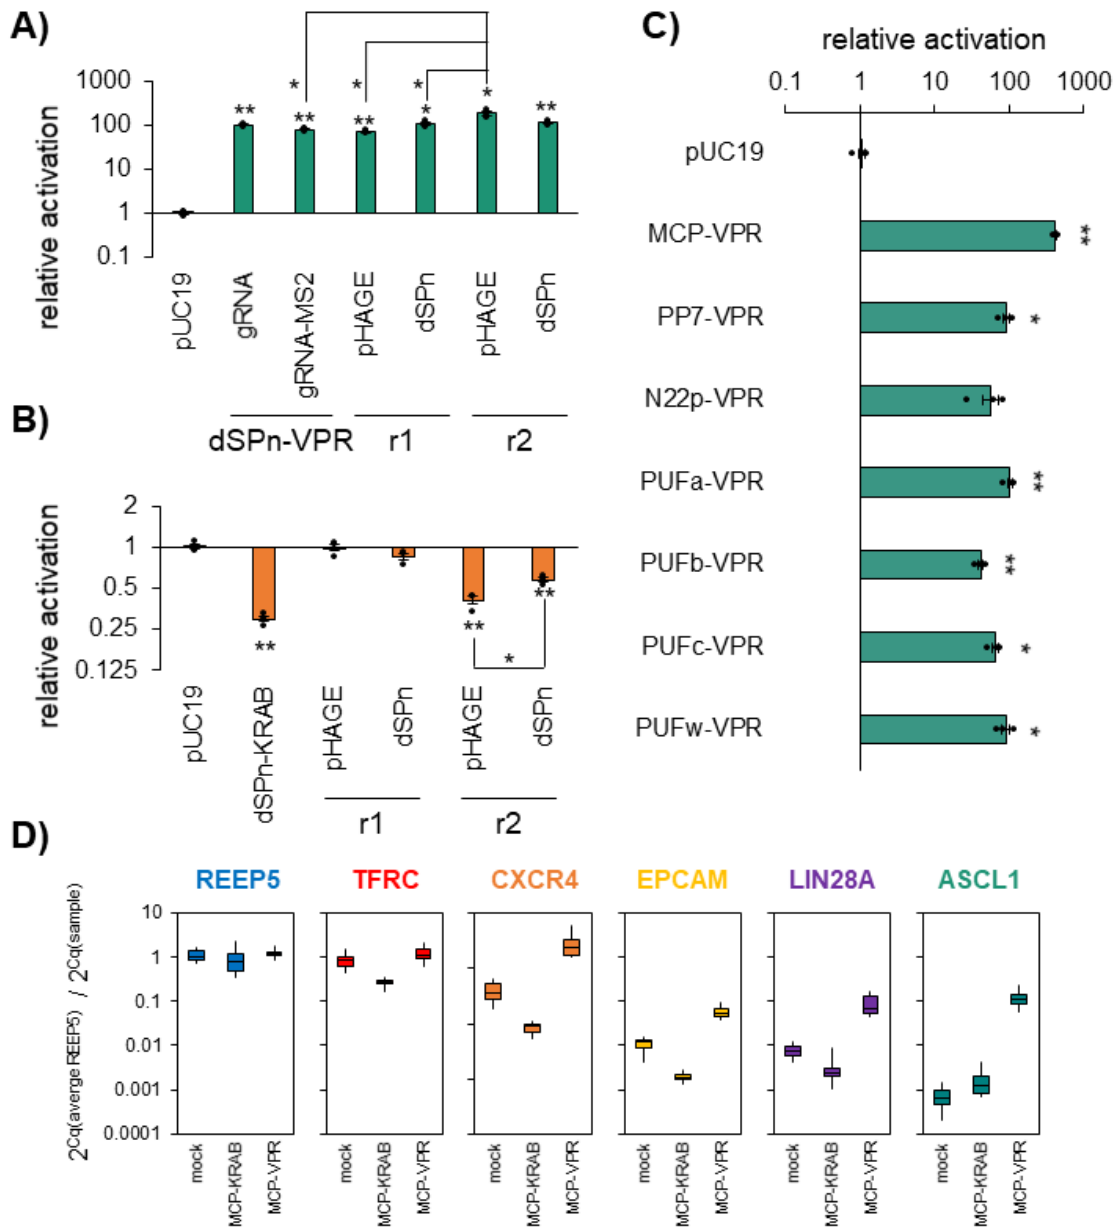 A)
relative activation
1000
100
10
1
0.1
*
*
*
**
**
**
*
*
**
pUC19
gRNA
gRNA-MS2
pHAGE
dSPn
pHAGE
dSPn
dSPn-VPR
r1
r2
B)
relative activation
2
1
0.5
0.25
0.125
**
**
**
*
pUC19
dSPn-KRAB
pHAGE
dSPn
pHAGE
dSPn
r1
r2
C)
relative activation
0.1
1
10
100
1000
pUC19
MCP-VPR
**
PP7-VPR
*
N22p-VPR
PUFa-VPR
**
PUFb-VPR
**
PUFc-VPR
*
PUFw-VPR
*
D)
2Cq(averge REEP5) / 2Cq(sample)
REEP5
TFRC
CXCR4
EPCAM
LIN28A
ASCL1
10
1
0.1
0.01
0.001
0.0001
mock
MCP-KRAB
MCP-VPR
mock
MCP-KRAB
MCP-VPR
mock
MCP-KRAB
MCP-VPR
mock
MCP-KRAB
MCP-VPR
mock
MCP-KRAB
MCP-VPR
mock
MCP-KRAB
MCP-VPR